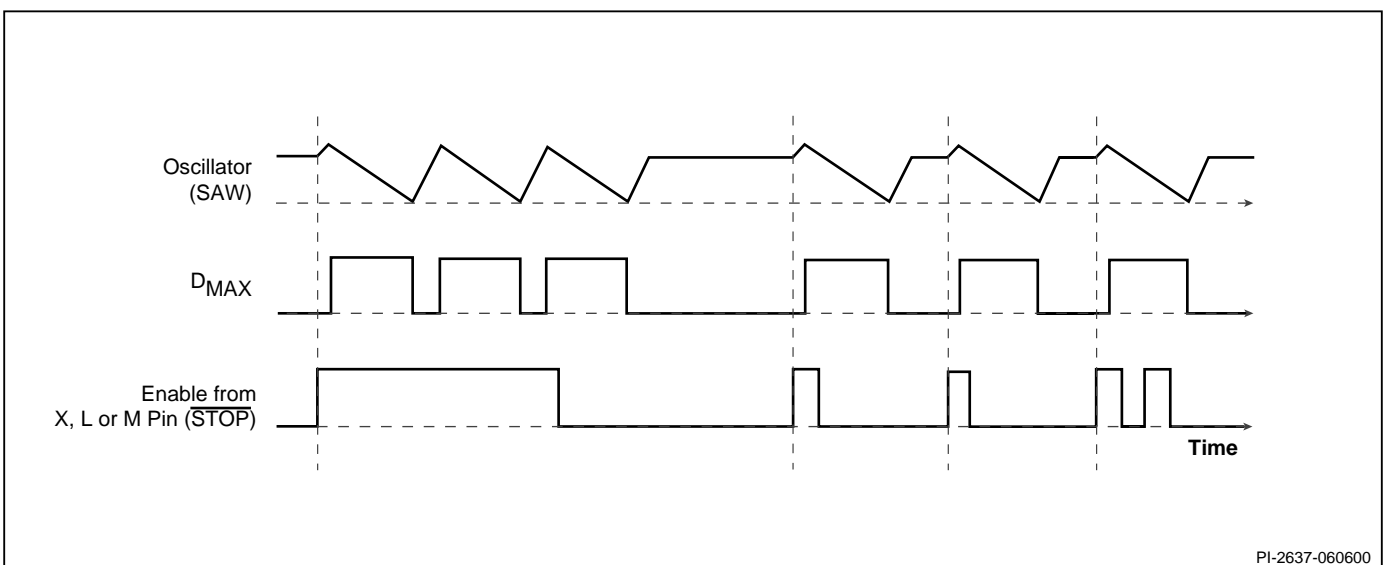 Oscillator
(SAW)
DMAX
Enable from
X, L or M Pin (STOP)
Time
PI-2637-060600